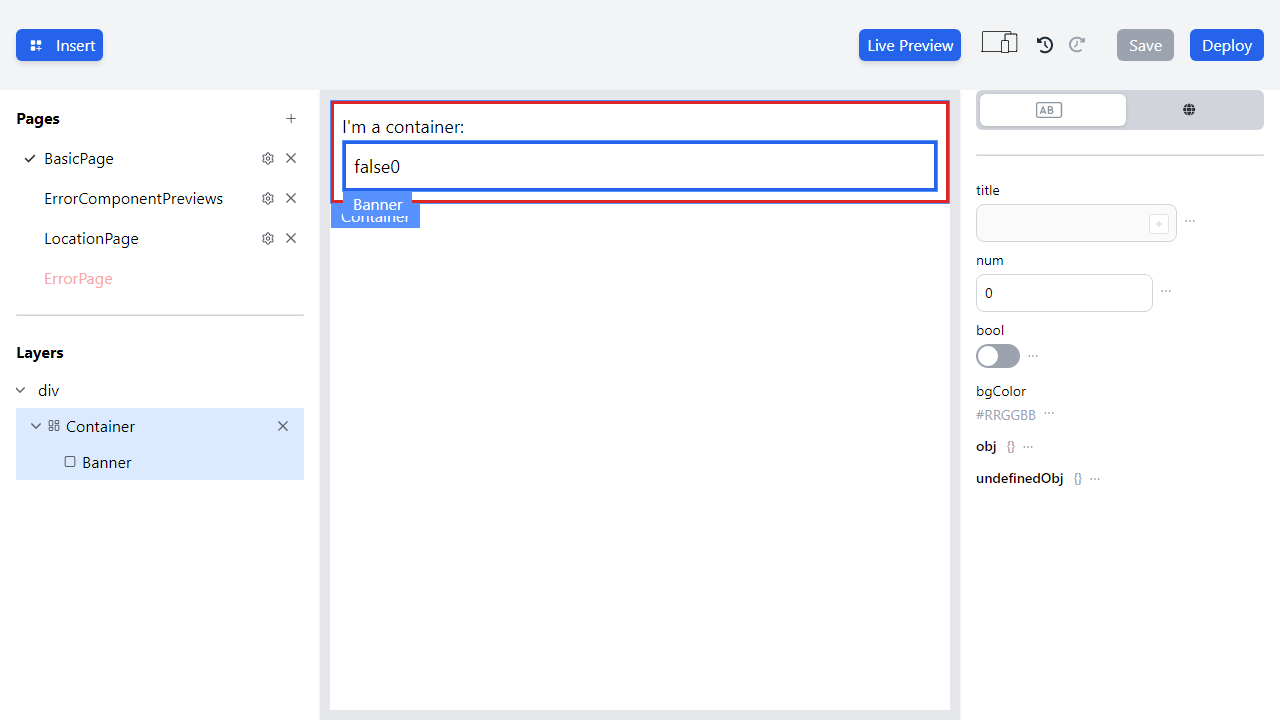 Insert
Live Preview
Save
Deploy
Pages
BasicPage
ErrorComponentPreviews
LocationPage
ErrorPage
Layers
div
Container
Banner
I'm a container:
false0
Banner
Container
AB
title
num
0
bool
bgColor
#RRGGBB
obj {}
undefinedObj {}